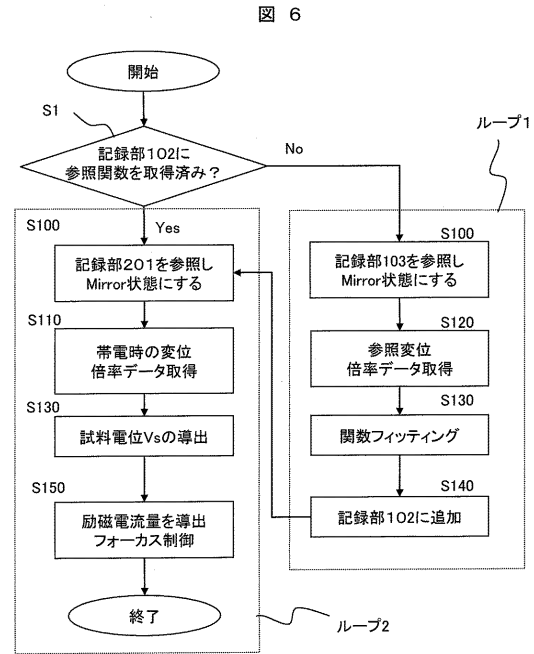 図 6
開始
S1
記録部102に
参照関数を取得済み？
No
ループ1
Yes
S100
記録部201を参照し
Mirror状態にする
S110
帯電時の変位
倍率データ取得
S130
試料電位Vsの導出
S150
励磁電流量を導出
フォーカス制御
終了
ループ2
S100
記録部103を参照し
Mirror状態にする
S120
参照変位
倍率データ取得
S130
関数フィッティング
S140
記録部102に追加